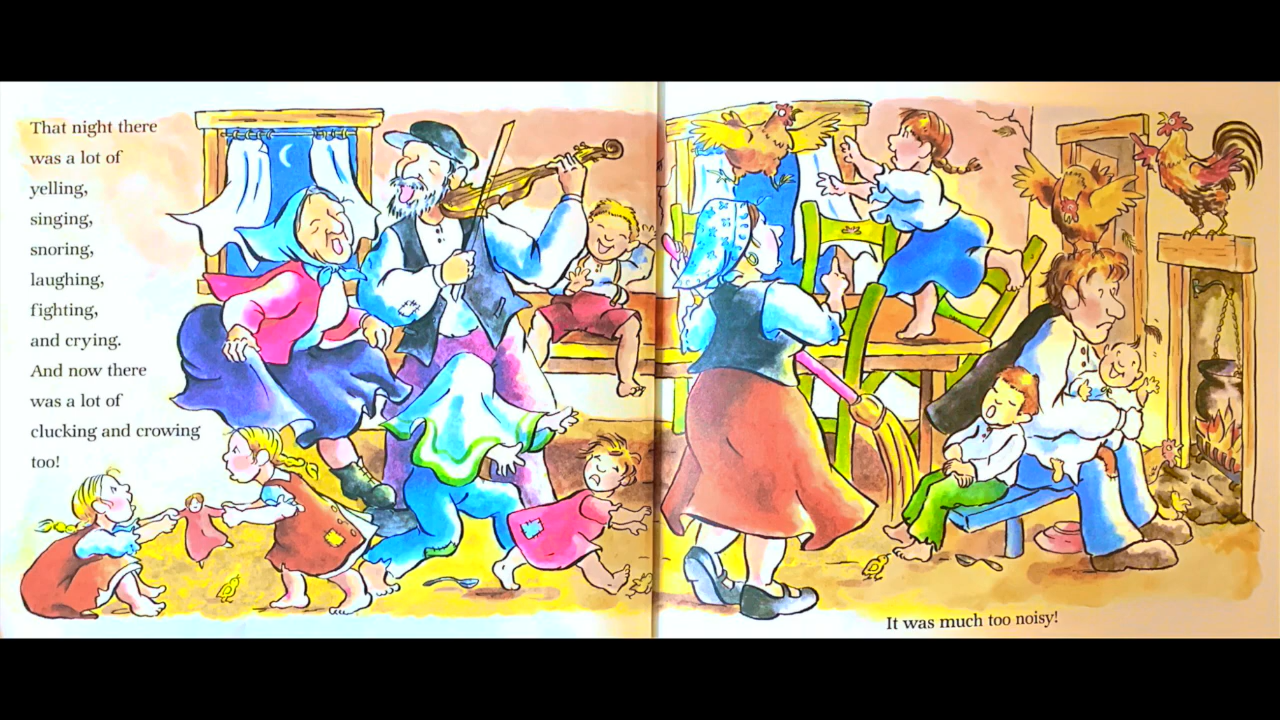 That night there
was a lot of
yelling,
singing,
snoring,
laughing,
fighting,
and crying.
And now there
was a lot of
clucking and crowing
too!
It was much too noisy!